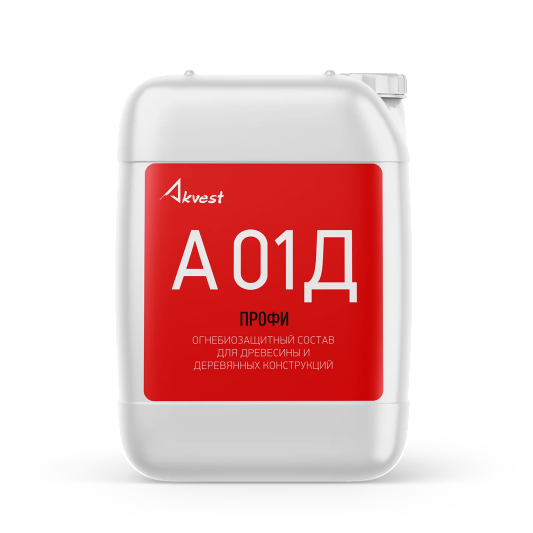 Akvest
А 01Д
ПРОФИ
ОГНЕБИОЗАЩИТНЫЙ СОСТАВ
ДЛЯ ДРЕВЕСИНЫ И
ДЕРЕВЯННЫХ КОНСТРУКЦИЙ